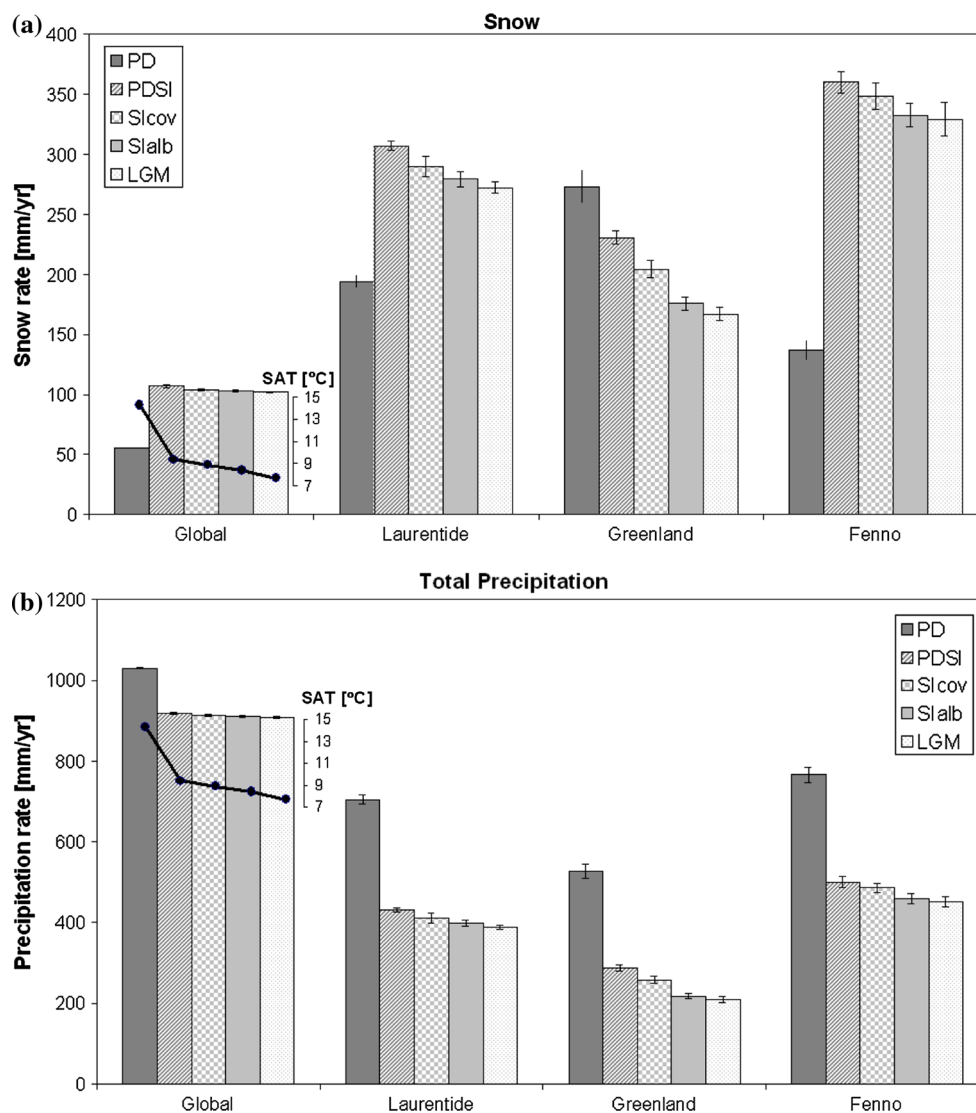 (a)
Snow
Snow rate [mm/yr]
400
350
300
250
200
150
100
50
0
PD
PDSI
SIcov
SIalb
LGM
SAT [ºC]
15
13
11
9
7
Global Laurentide Greenland Fenno
(b)
Total Precipitation
Precipitation rate [mm/yr]
1200
1000
800
600
400
200
0
PD
PDSI
SIcov
SIalb
LGM
SAT [ºC]
15
13
11
9
7
Global Laurentide Greenland Fenno